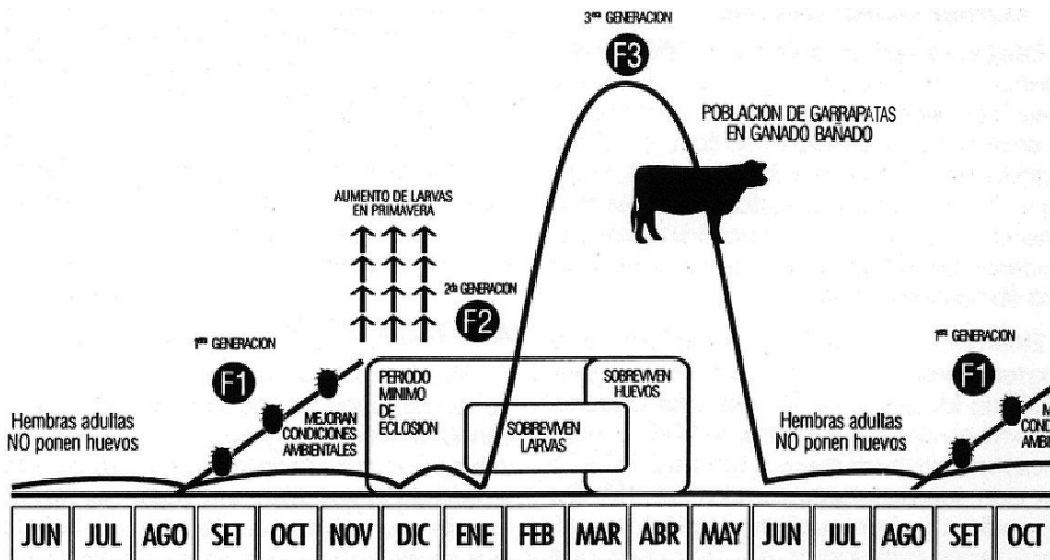 3ra GENERACION
F3
POBLACION DE GARRAPATAS
EN GANADO BAÑADO
AUMENTO DE LARVAS
EN PRIMAVERA
2da GENERACION
F2
1ra GENERACION
F1
1ra GENERACION
F1
PERIODO
MINIMO
DE
ECLOSION
SOBREVIVEN
HUEVOS
SOBREVIVEN
LARVAS
Hembras adultas
NO ponen huevos
MEJORAN
CONDICIONES
AMBIENTALES
Hembras adultas
NO ponen huevos
M
COND
AMBI
JUN JUL AGO SET OCT NOV DIC ENE FEB MAR ABR MAY JUN JUL AGO SET OCT